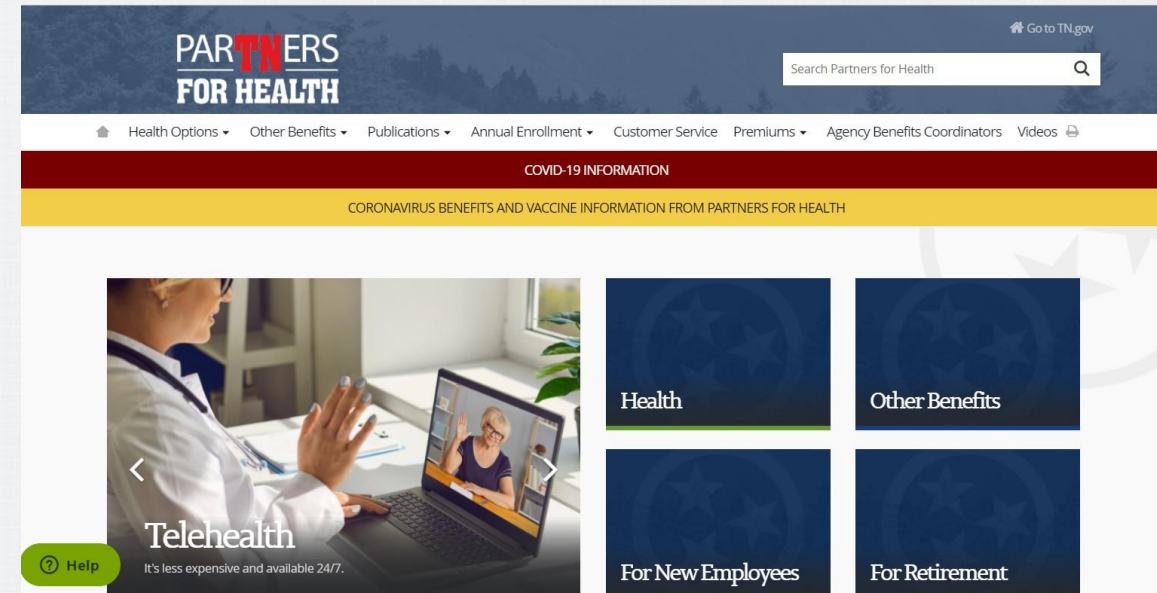 Go to TN.gov
PARTNERS
FOR HEALTH
Search Partners for Health
Health Options Other Benefits Publications Annual Enrollment Customer Service Premiums Agency Benefits Coordinators Videos
COVID-19 INFORMATION
CORONAVIRUS BENEFITS AND VACCINE INFORMATION FROM PARTNERS FOR HEALTH
Telehealth
It's less expensive and available 24/7.
Health
Other Benefits
For New Employees
For Retirement
Help